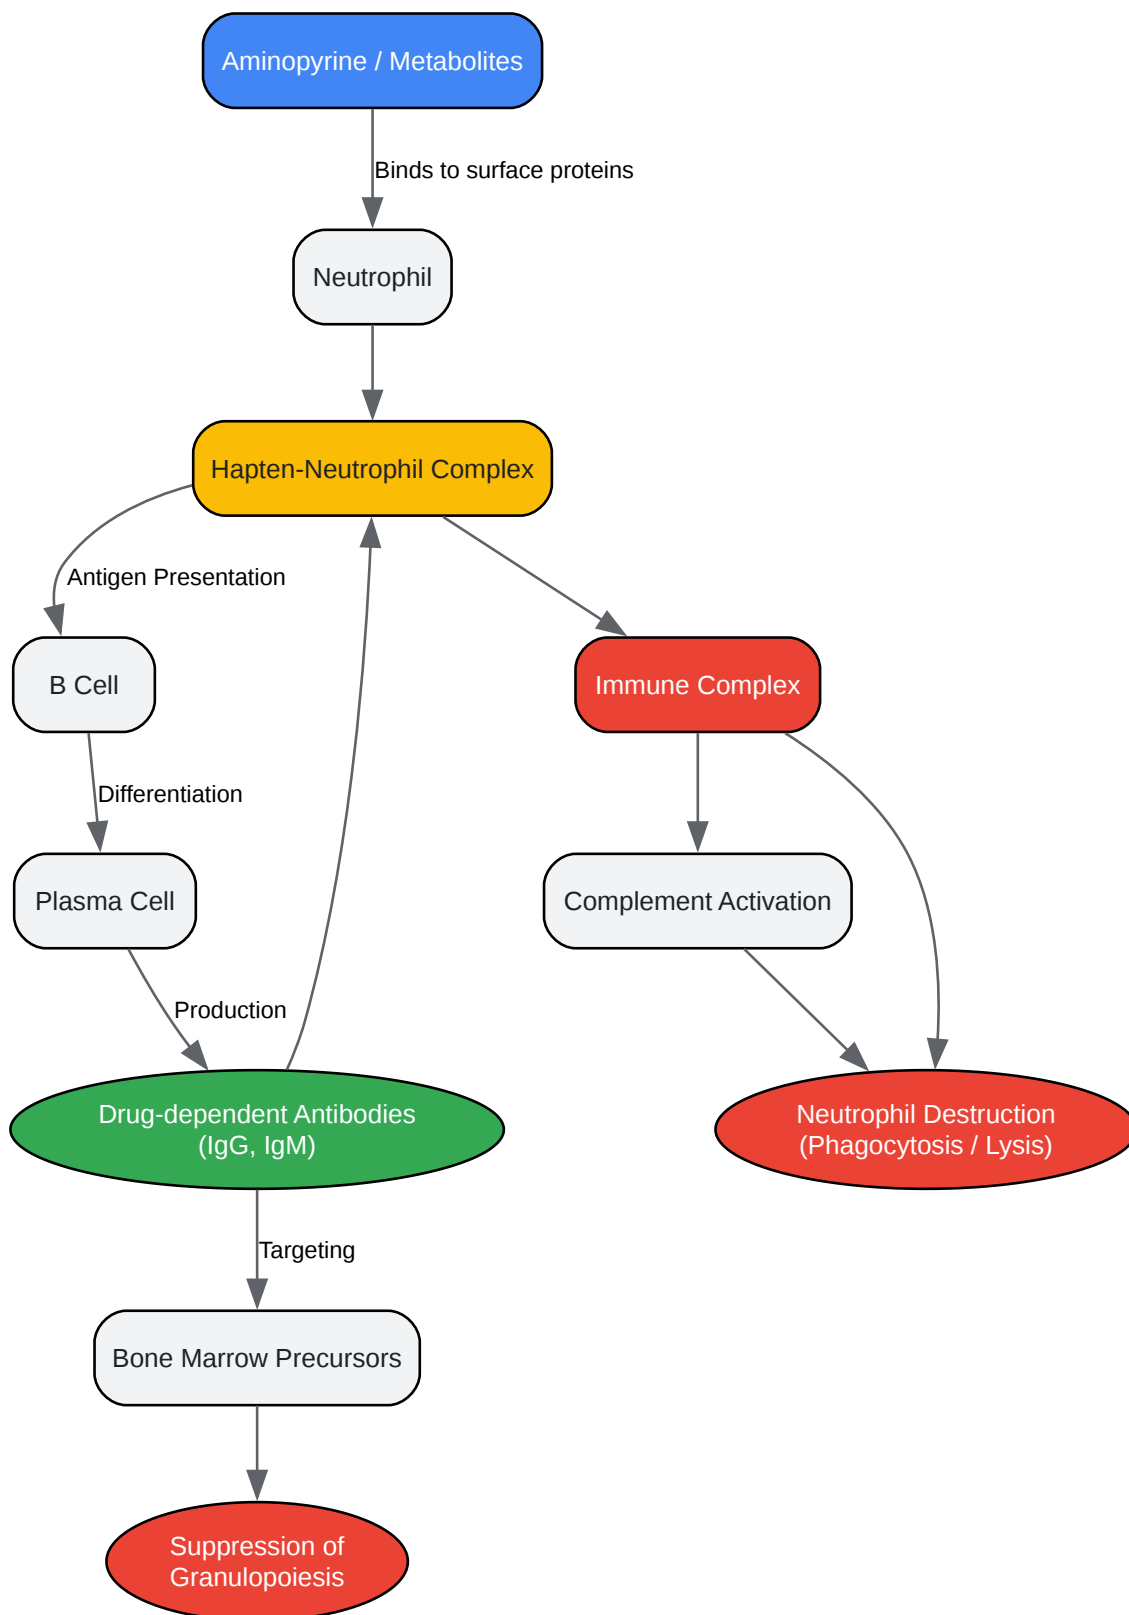 Aminopyrine / Metabolites
Binds to surface proteins
Neutrophil
Hapten-Neutrophil Complex
Antigen Presentation
B Cell
Immune Complex
Differentiation
Plasma Cell
Complement Activation
Production
Drug-dependent Antibodies
(IgG, IgM)
Neutrophil Destruction
(Phagocytosis / Lysis)
Targeting
Bone Marrow Precursors
Suppression of
Granulopoiesis